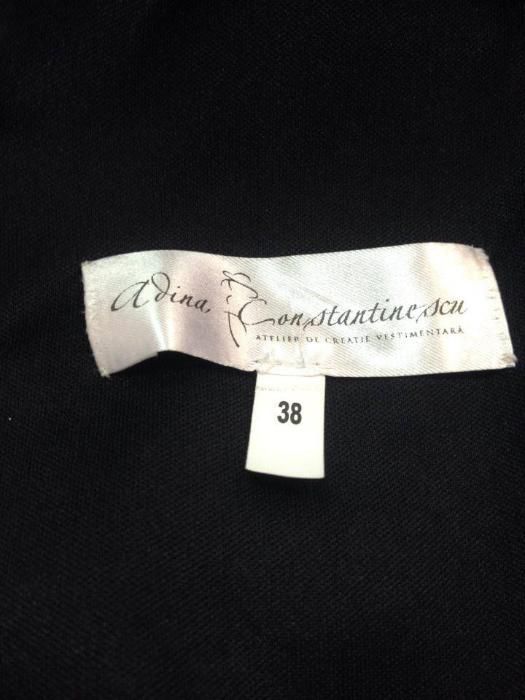 Adina Constantinescu
ATELIER DE CREAȚIE VESTIMENTARĂ
38